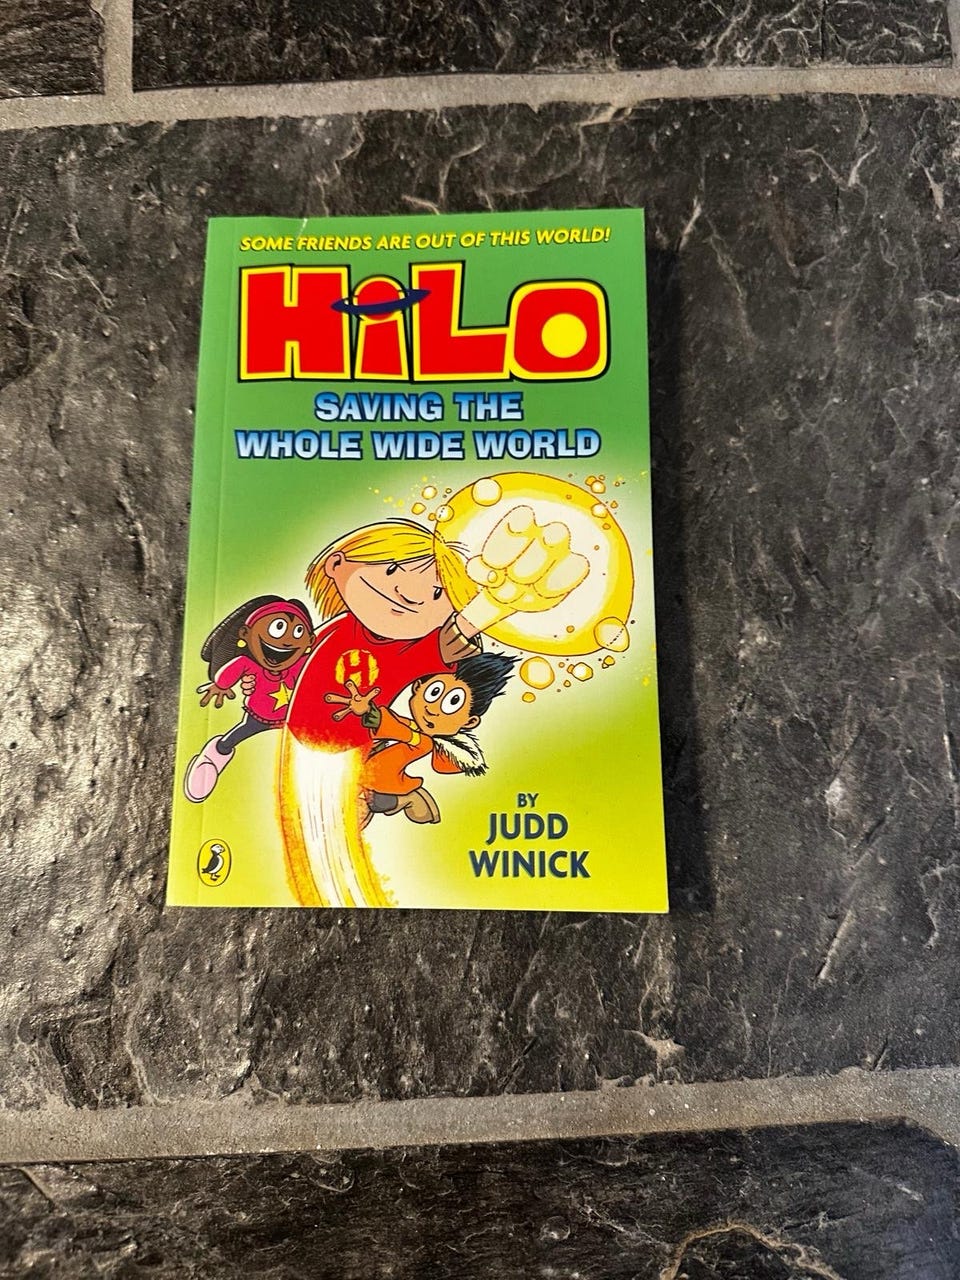 SOME FRIENDS ARE OUT OF THIS WORLD!
HiLO
SAVING THE
WHOLE WIDE WORLD
H
BY
JUDD
WINICK